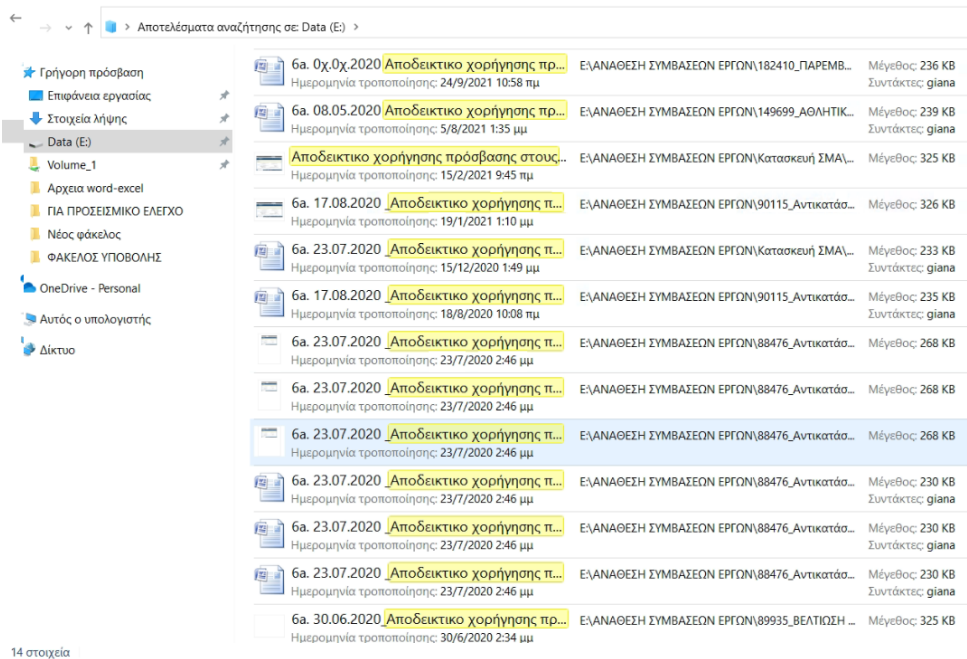 Αποτελέσματα αναζήτησης σε: Data (E:)
Γρήγορη πρόσβαση
Επιφάνεια εργασίας
Στοιχεία λήψης
Data (E:)
Volume_1
Αρχεια word-excel
ΓΙΑ ΠΡΟΣΕΙΣΜΙΚΟ ΕΛΕΓΧΟ
Νέος φάκελος
ΦΑΚΕΛΟΣ ΥΠΟΒΟΛΗΣ
OneDrive - Personal
Αυτός ο υπολογιστής
Δίκτυο
6α. 0χ.0χ.2020 Αποδεικτικο χορήγησης πρ... E:\ΑΝΑΘΕΣΗ ΣΥΜΒΑΣΕΩΝ ΕΡΓΩΝ\182410_ΠΑΡΕΜΒ... Μέγεθος: 236 KB
Ημερομηνία τροποποίησης: 24/9/2021 10:58 πμ Συντάκτες: giana
6α. 08.05.2020 Αποδεικτικο χορήγησης πρ... E:\ΑΝΑΘΕΣΗ ΣΥΜΒΑΣΕΩΝ ΕΡΓΩΝ\149699_ΑΘΛΗΤΙΚ... Μέγεθος: 239 KB
Ημερομηνία τροποποίησης: 5/8/2021 1:35 μμ Συντάκτες: giana
Αποδεικτικο χορήγησης πρόσβασης στους... E:\ΑΝΑΘΕΣΗ ΣΥΜΒΑΣΕΩΝ ΕΡΓΩΝ\Κατασκευή ΣΜΑ\... Μέγεθος: 325 KB
Ημερομηνία τροποποίησης: 15/2/2021 9:45 πμ
6α. 17.08.2020 _Αποδεικτικο χορήγησης π... E:\ΑΝΑΘΕΣΗ ΣΥΜΒΑΣΕΩΝ ΕΡΓΩΝ\90115_Αντικατάσ... Μέγεθος: 326 KB
Ημερομηνία τροποποίησης: 19/1/2021 1:10 μμ
6α. 23.07.2020 _Αποδεικτικο χορήγησης π... E:\ΑΝΑΘΕΣΗ ΣΥΜΒΑΣΕΩΝ ΕΡΓΩΝ\Κατασκευή ΣΜΑ\... Μέγεθος: 233 KB
Ημερομηνία τροποποίησης: 15/12/2020 1:49 μμ Συντάκτες: giana
6α. 17.08.2020 _Αποδεικτικο χορήγησης π... E:\ΑΝΑΘΕΣΗ ΣΥΜΒΑΣΕΩΝ ΕΡΓΩΝ\90115_Αντικατάσ... Μέγεθος: 235 KB
Ημερομηνία τροποποίησης: 18/8/2020 10:08 πμ Συντάκτες: giana
6α. 23.07.2020 _Αποδεικτικο χορήγησης π... E:\ΑΝΑΘΕΣΗ ΣΥΜΒΑΣΕΩΝ ΕΡΓΩΝ\88476_Αντικατάσ... Μέγεθος: 268 KB
Ημερομηνία τροποποίησης: 23/7/2020 2:46 μμ
6α. 23.07.2020 _Αποδεικτικο χορήγησης π... E:\ΑΝΑΘΕΣΗ ΣΥΜΒΑΣΕΩΝ ΕΡΓΩΝ\88476_Αντικατάσ... Μέγεθος: 268 KB
Ημερομηνία τροποποίησης: 23/7/2020 2:46 μμ
6α. 23.07.2020 _Αποδεικτικο χορήγησης π... E:\ΑΝΑΘΕΣΗ ΣΥΜΒΑΣΕΩΝ ΕΡΓΩΝ\88476_Αντικατάσ... Μέγεθος: 268 KB
Ημερομηνία τροποποίησης: 23/7/2020 2:46 μμ
6α. 23.07.2020 _Αποδεικτικο χορήγησης π... E:\ΑΝΑΘΕΣΗ ΣΥΜΒΑΣΕΩΝ ΕΡΓΩΝ\88476_Αντικατάσ... Μέγεθος: 230 KB
Ημερομηνία τροποποίησης: 23/7/2020 2:46 μμ Συντάκτες: giana
6α. 23.07.2020 _Αποδεικτικο χορήγησης π... E:\ΑΝΑΘΕΣΗ ΣΥΜΒΑΣΕΩΝ ΕΡΓΩΝ\88476_Αντικατάσ... Μέγεθος: 230 KB
Ημερομηνία τροποποίησης: 23/7/2020 2:46 μμ Συντάκτες: giana
6α. 23.07.2020 _Αποδεικτικο χορήγησης π... E:\ΑΝΑΘΕΣΗ ΣΥΜΒΑΣΕΩΝ ΕΡΓΩΝ\88476_Αντικατάσ... Μέγεθος: 230 KB
Ημερομηνία τροποποίησης: 23/7/2020 2:46 μμ Συντάκτες: giana
6α. 30.06.2020_Αποδεικτικο χορήγησης πρ... E:\ΑΝΑΘΕΣΗ ΣΥΜΒΑΣΕΩΝ ΕΡΓΩΝ\89935_ΒΕΛΤΙΩΣΗ ... Μέγεθος: 325 KB
Ημερομηνία τροποποίησης: 30/6/2020 2:34 μμ
14 στοιχεία